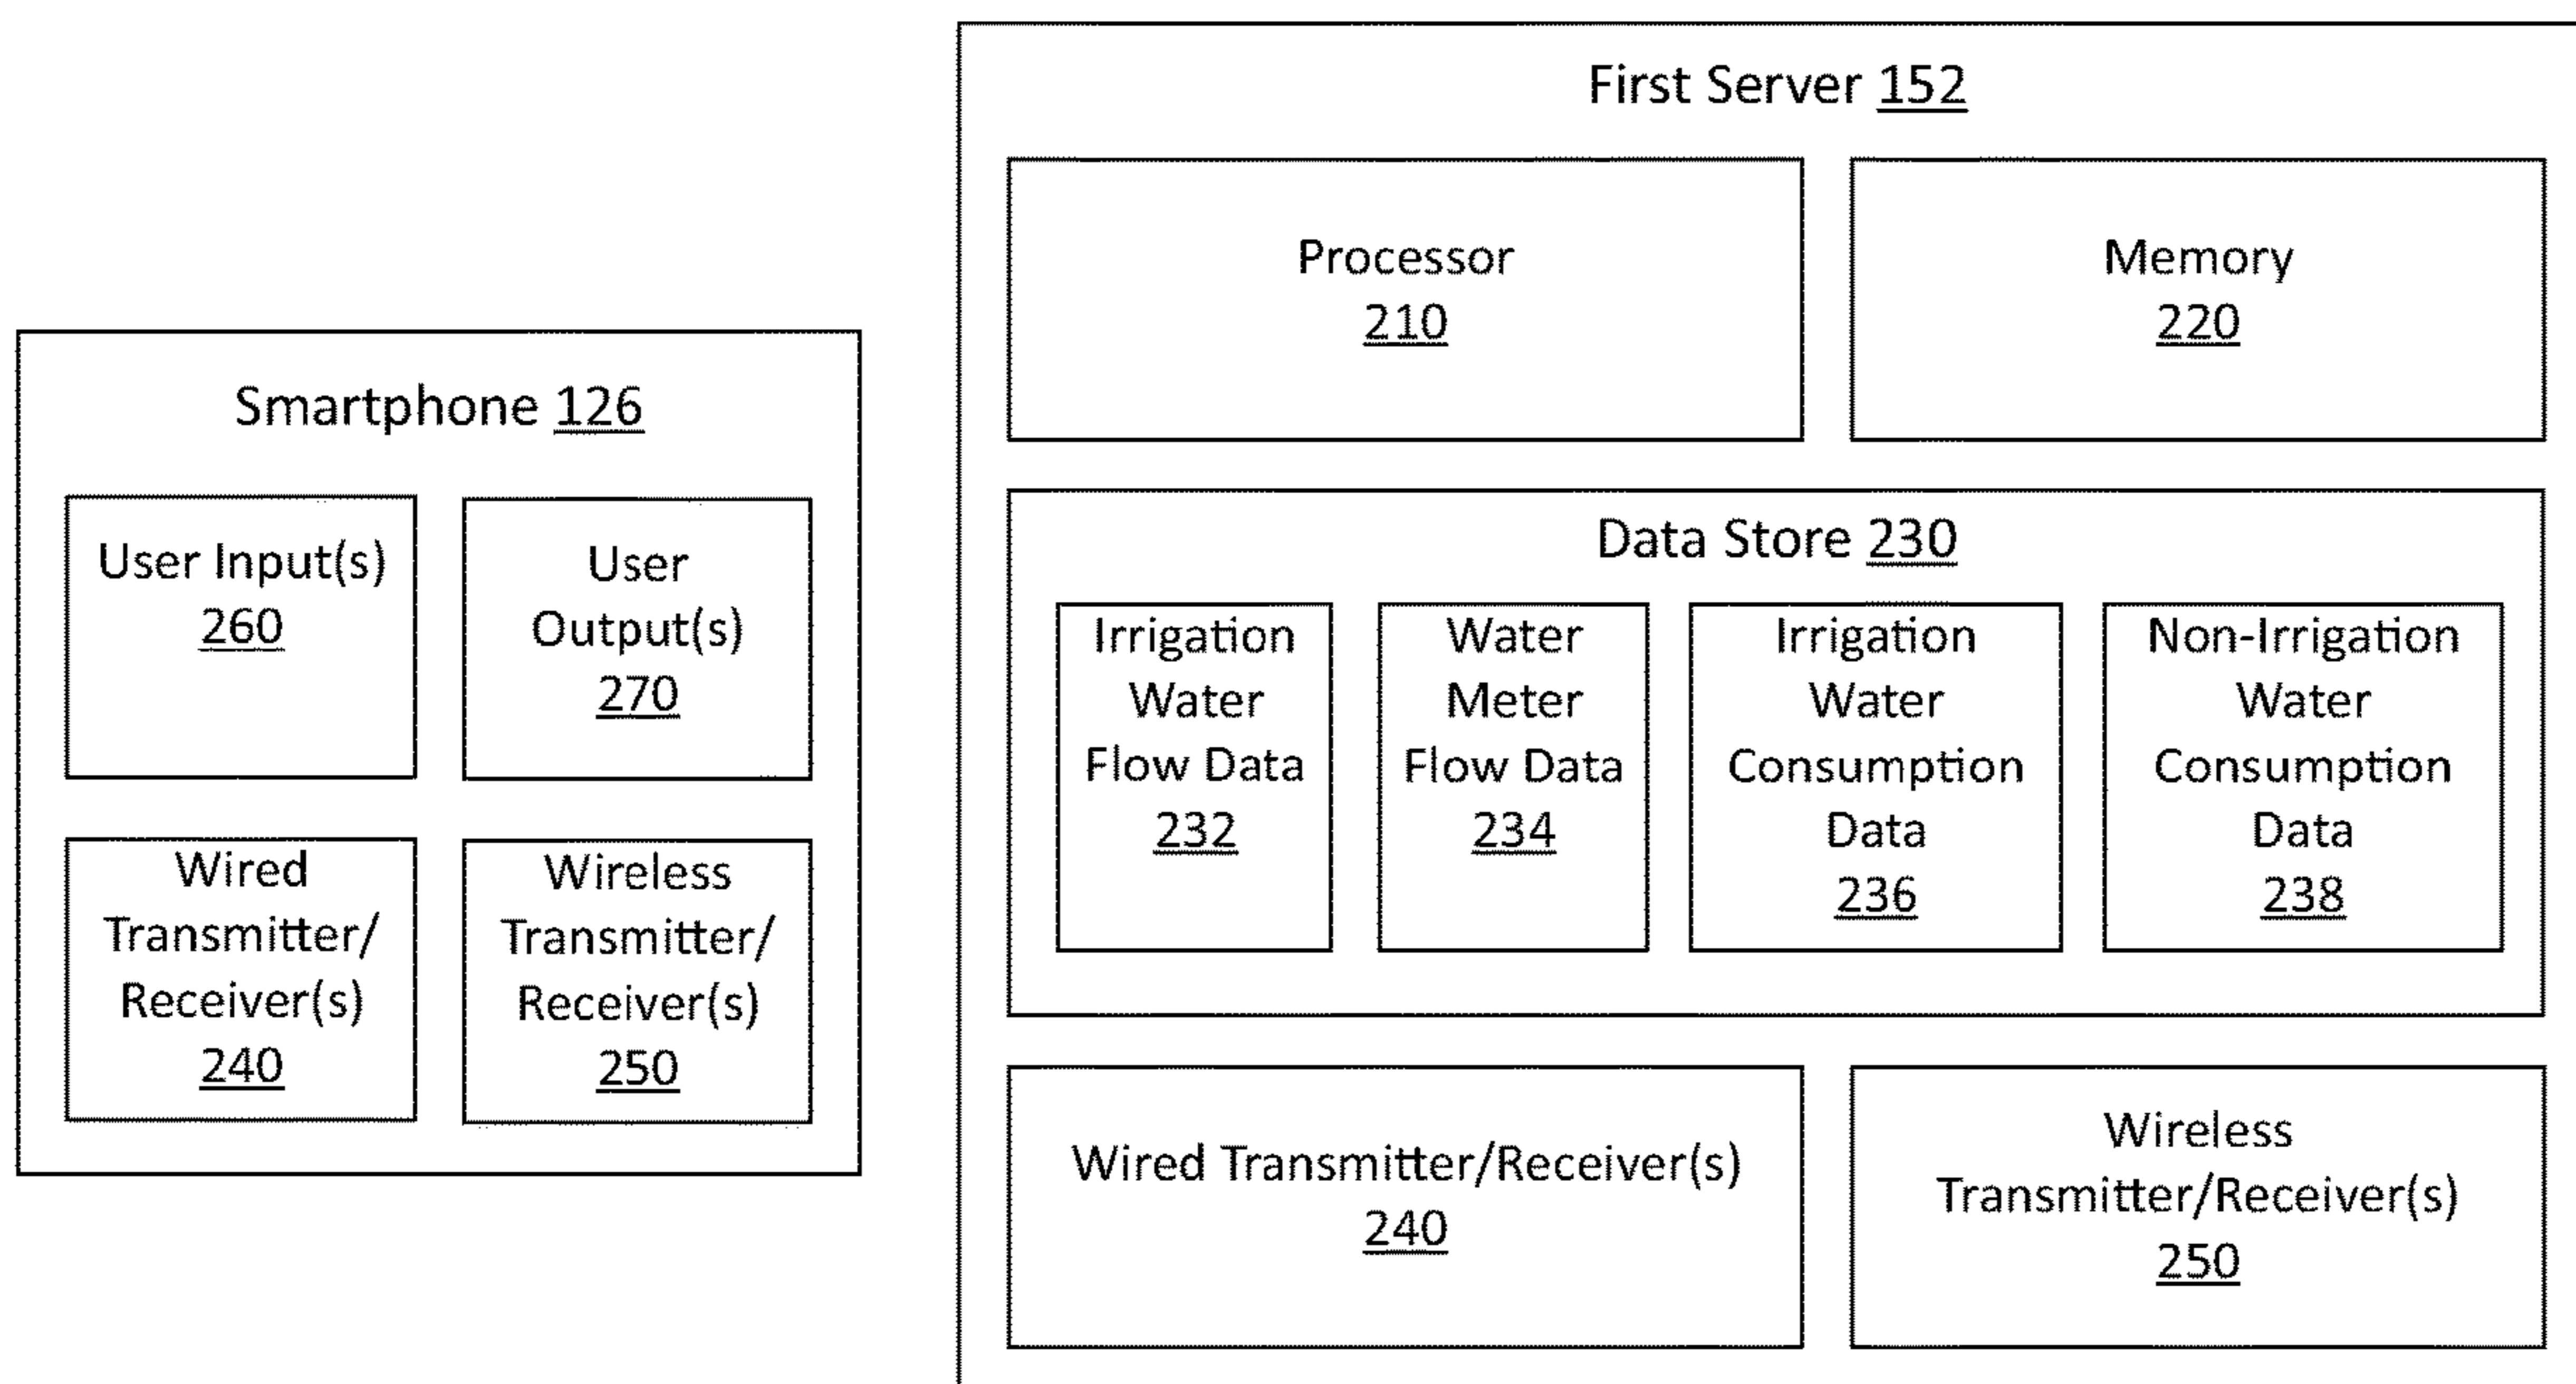 Smartphone 126
User Input(s)
260
User
Output(s)
270
Wired
Transmitter/
Receiver(s)
240
Wireless
Transmitter/
Receiver(s)
250
First Server 152
Processor
210
Memory
220
Data Store 230
Irrigation
Water
Flow Data
232
Water
Meter
Flow Data
234
Irrigation
Water
Consumption
Data
236
Non-Irrigation
Water
Consumption
Data
238
Wired Transmitter/Receiver(s)
240
Wireless
Transmitter/Receiver(s)
250